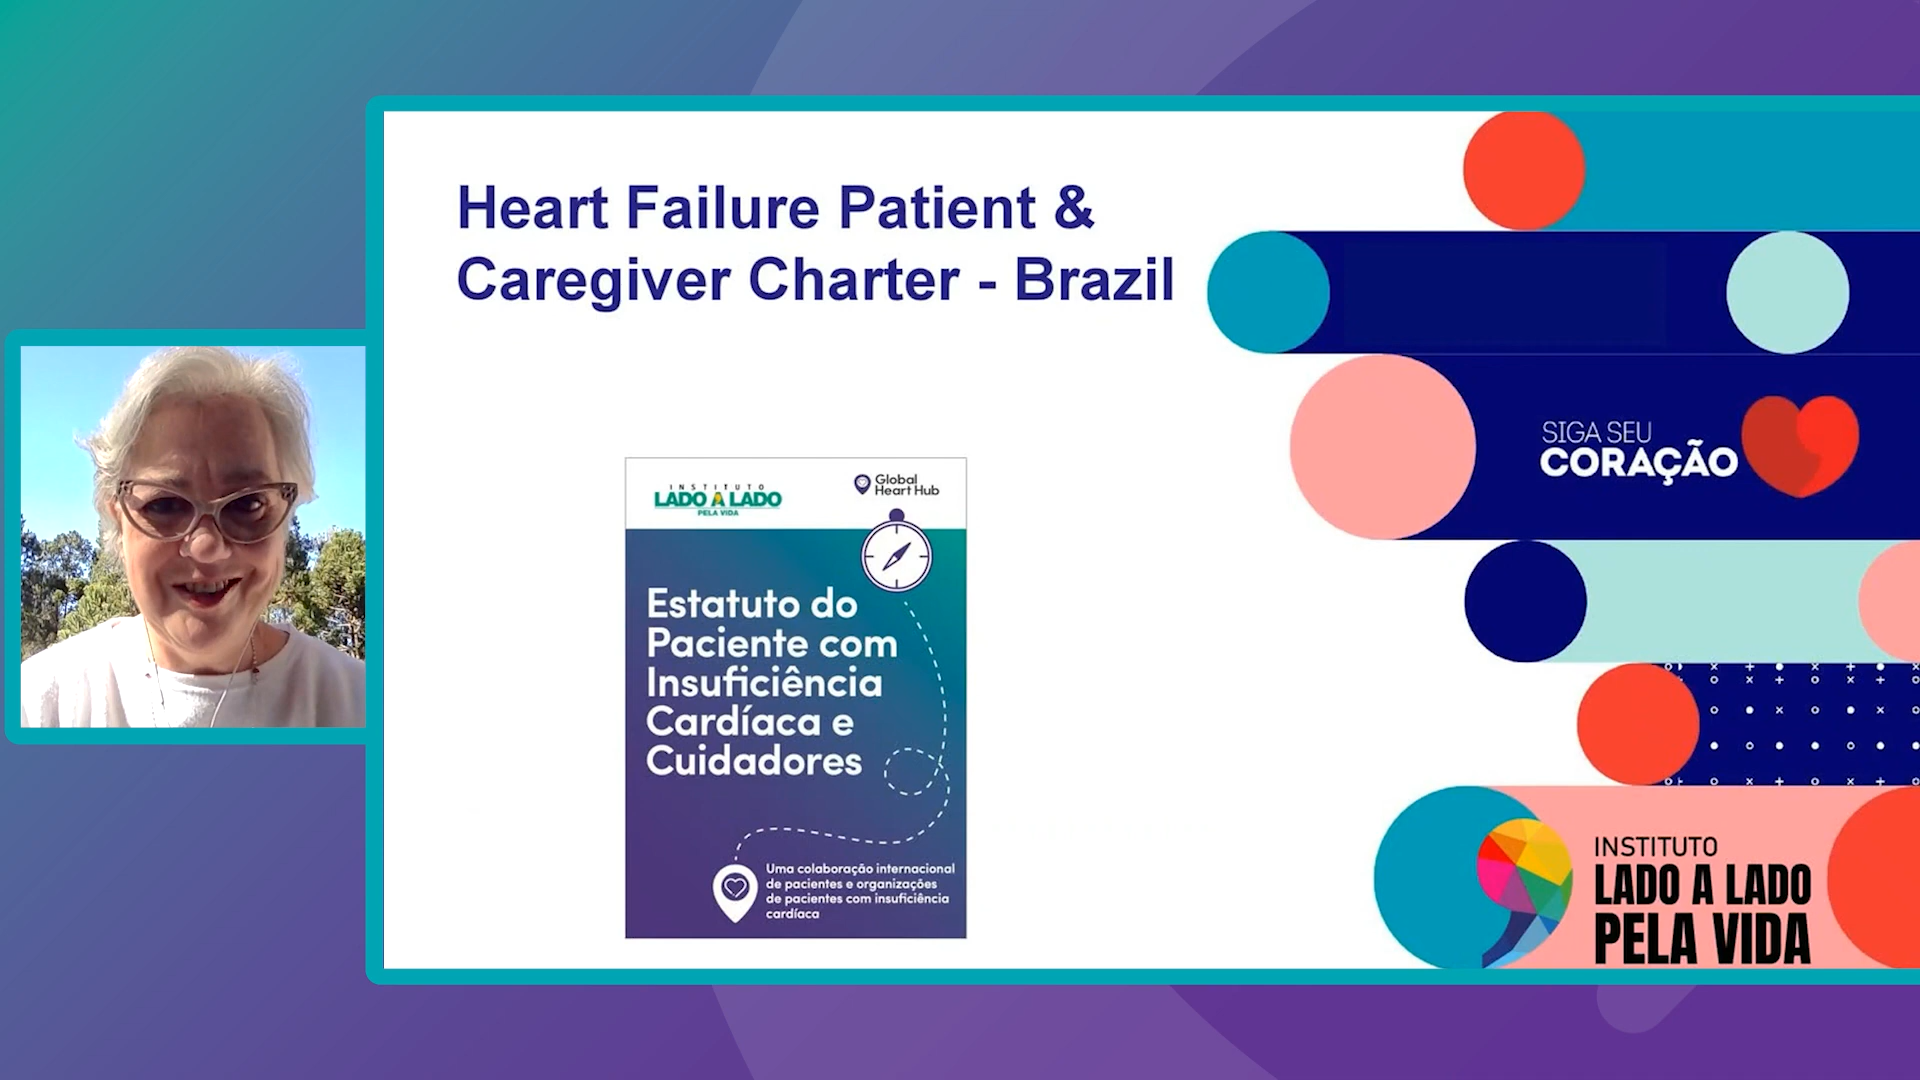 Heart Failure Patient &
Caregiver Charter - Brazil
SIGA SEU
CORAÇÃO
INSTITUTO
LADO A LADO
PELA VIDA
Global
Heart Hub
Estatuto do
Paciente com
Insuficiência
Cardíaca e
Cuidadores
Uma colaboração internacional
de pacientes e organizações
de pacientes com insuficiência
cardíaca
INSTITUTO
LADO A LADO
PELA VIDA